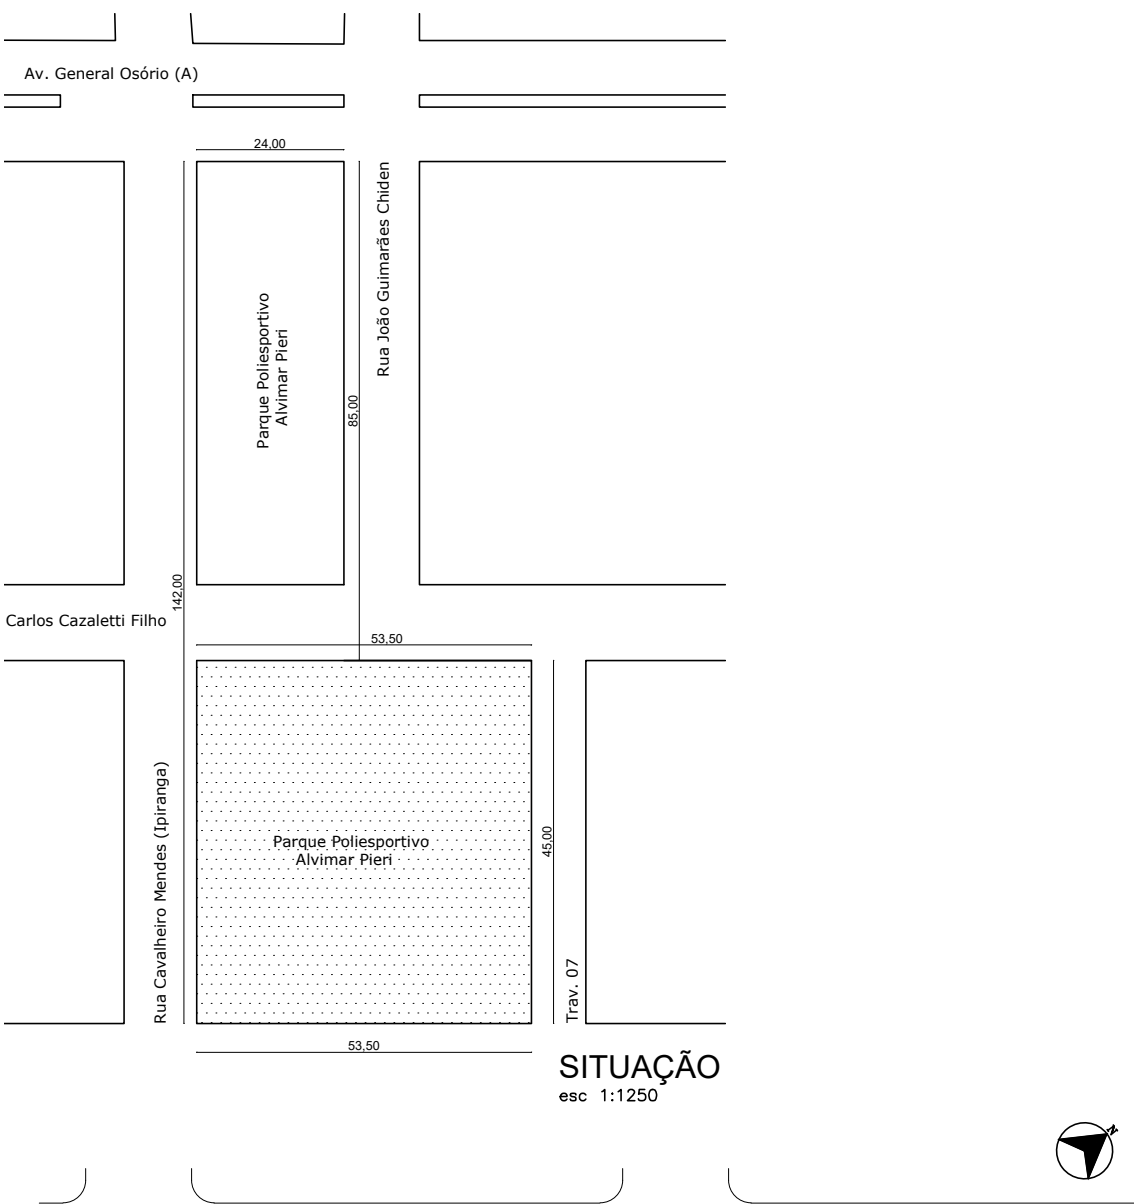 Av. General Osório (A)
24,00
Rua João Guimarães Chiden
Parque Poliesportivo
Alvimar Pieri
85,00
142,00
Carlos Cazaletti Filho
53,50
Rua Cavalheiro Mendes (Ipiranga)
Parque Poliesportivo
Alvimar Pieri
45,00
Trav. 07
53,50
SITUAÇÃO
esc 1:1250
N